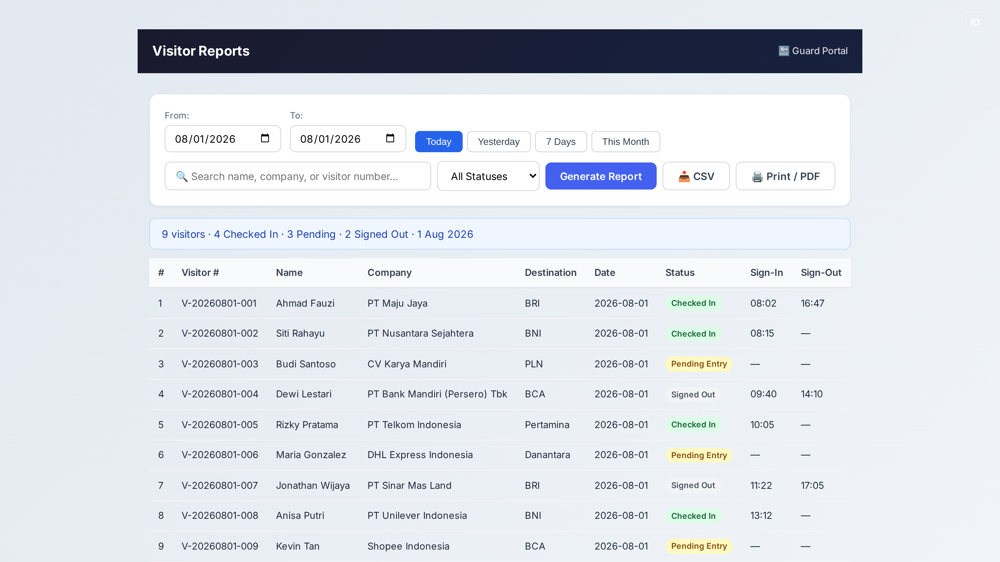 ID
Visitor Reports
BACK Guard Portal
From: To:
08/01/2026 08/01/2026 Today Yesterday 7 Days This Month
Search name, company, or visitor number... All Statuses Generate Report CSV Print / PDF
9 visitors · 4 Checked In · 3 Pending · 2 Signed Out · 1 Aug 2026
# Visitor # Name Company Destination Date Status Sign-In Sign-Out
1 V-20260801-001 Ahmad Fauzi PT Maju Jaya BRI 2026-08-01 Checked In 08:02 16:47
2 V-20260801-002 Siti Rahayu PT Nusantara Sejahtera BNI 2026-08-01 Checked In 08:15 —
3 V-20260801-003 Budi Santoso CV Karya Mandiri PLN 2026-08-01 Pending Entry — —
4 V-20260801-004 Dewi Lestari PT Bank Mandiri (Persero) Tbk BCA 2026-08-01 Signed Out 09:40 14:10
5 V-20260801-005 Rizky Pratama PT Telkom Indonesia Pertamina 2026-08-01 Checked In 10:05 —
6 V-20260801-006 Maria Gonzalez DHL Express Indonesia Danantara 2026-08-01 Pending Entry — —
7 V-20260801-007 Jonathan Wijaya PT Sinar Mas Land BRI 2026-08-01 Signed Out 11:22 17:05
8 V-20260801-008 Anisa Putri PT Unilever Indonesia BNI 2026-08-01 Checked In 13:12 —
9 V-20260801-009 Kevin Tan Shopee Indonesia BCA 2026-08-01 Pending Entry — —